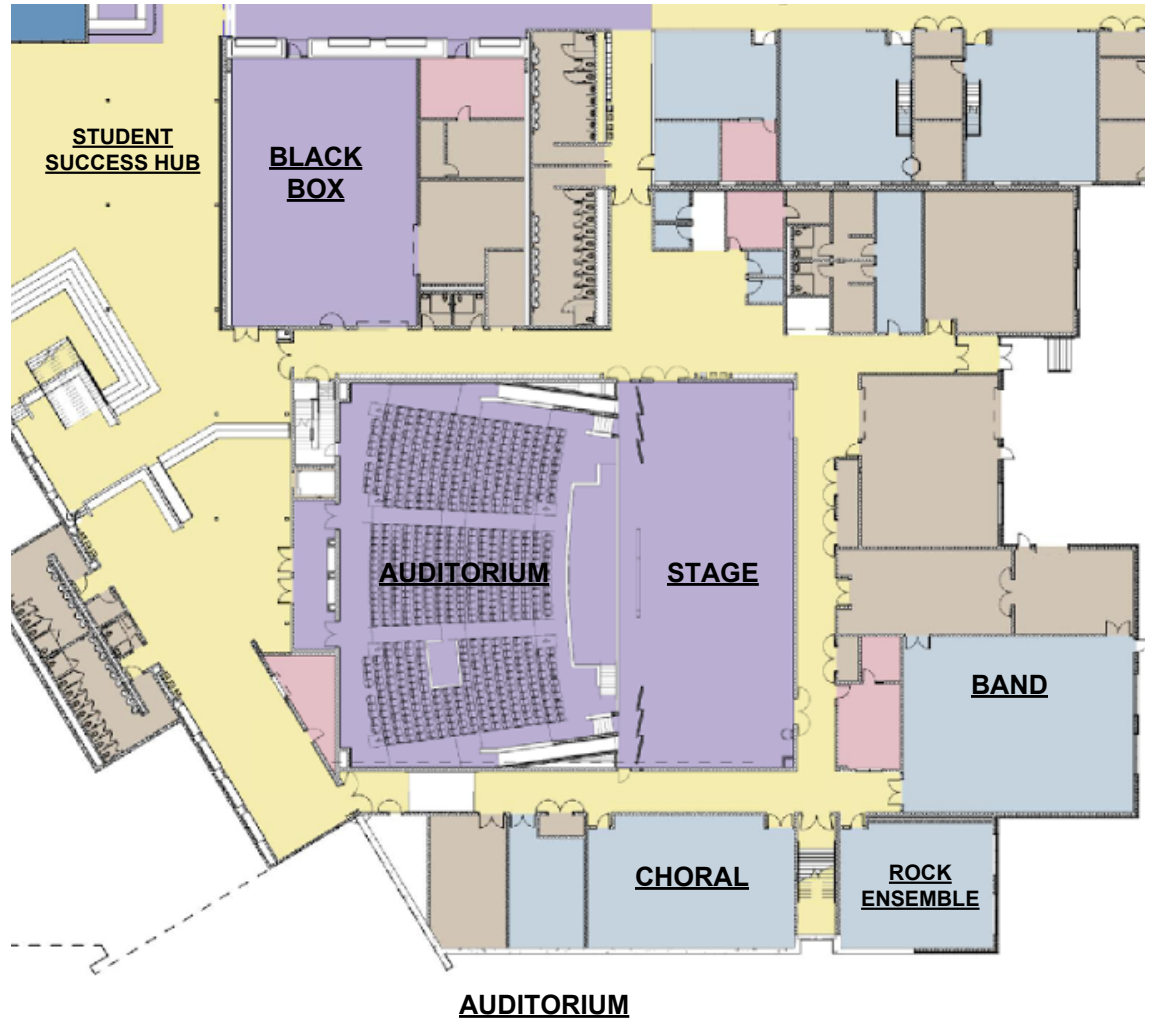 STUDENT
SUCCESS HUB
BLACK
BOX
AUDITORIUM
STAGE
BAND
CHORAL
ROCK
ENSEMBLE
AUDITORIUM